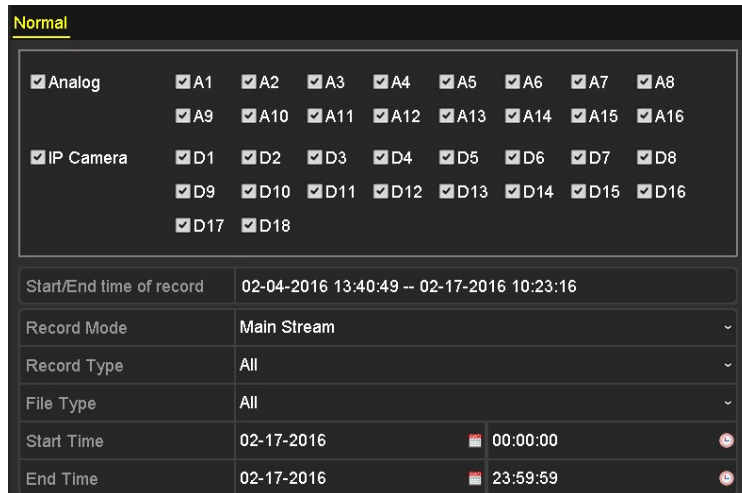 Normal
Analog A1 A2 A3 A4 A5 A6 A7 A8
A9 A10 A11 A12 A13 A14 A15 A16
IP Camera D1 D2 D3 D4 D5 D6 D7 D8
D9 D10 D11 D12 D13 D14 D15 D16
D17 D18
Start/End time of record 02-04-2016 13:40:49 -- 02-17-2016 10:23:16
Record Mode Main Stream
Record Type All
File Type All
Start Time 02-17-2016 00:00:00
End Time 02-17-2016 23:59:59